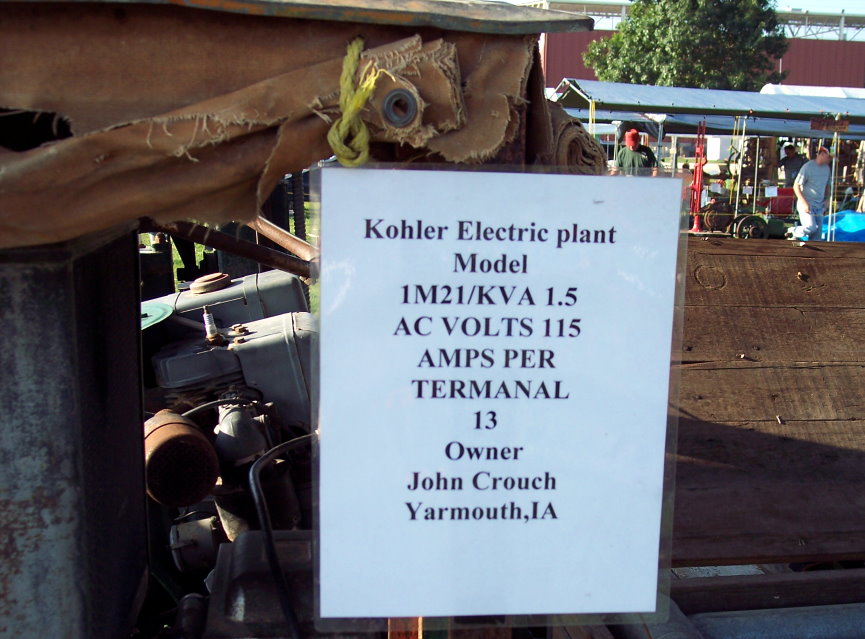 Kohler Electric plant
Model
1M21/KVA 1.5
AC VOLTS 115
AMPS PER
TERMANAL
13
Owner
John Crouch
Yarmouth,IA